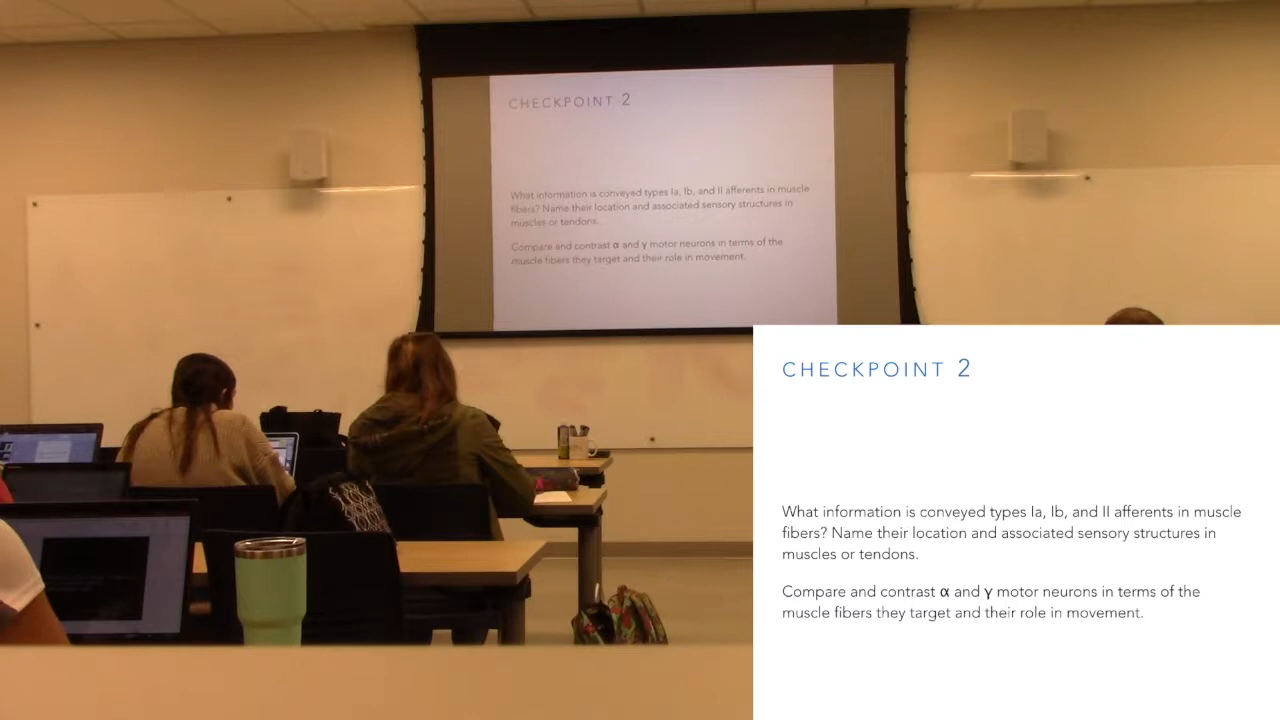 CHECKPOINT 2
What information is conveyed types Ia, Ib, and II afferents in muscle
fibers? Name their location and associated sensory structures in
muscles or tendons.
Compare and contrast α and γ motor neurons in terms of the
muscle fibers they target and their role in movement.
CHECKPOINT 2
What information is conveyed types Ia, Ib, and II afferents in muscle
fibers? Name their location and associated sensory structures in
muscles or tendons.
Compare and contrast α and γ motor neurons in terms of the
muscle fibers they target and their role in movement.